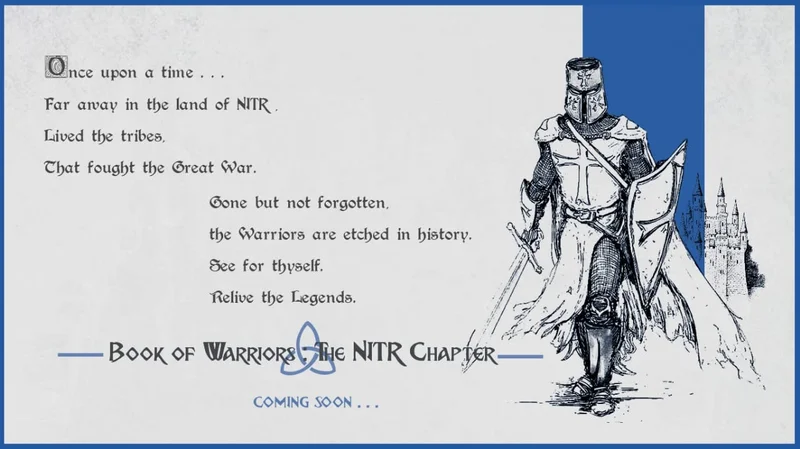 Once upon a time . . .
Far away in the land of NITR .
Lived the tribes,
That fought the Great War.
Gone but not forgotten,
the Warriors are etched in history.
See for thyself.
Relive the Legends.
Book of Warriors : The NITR Chapter
COMING SOON . . .